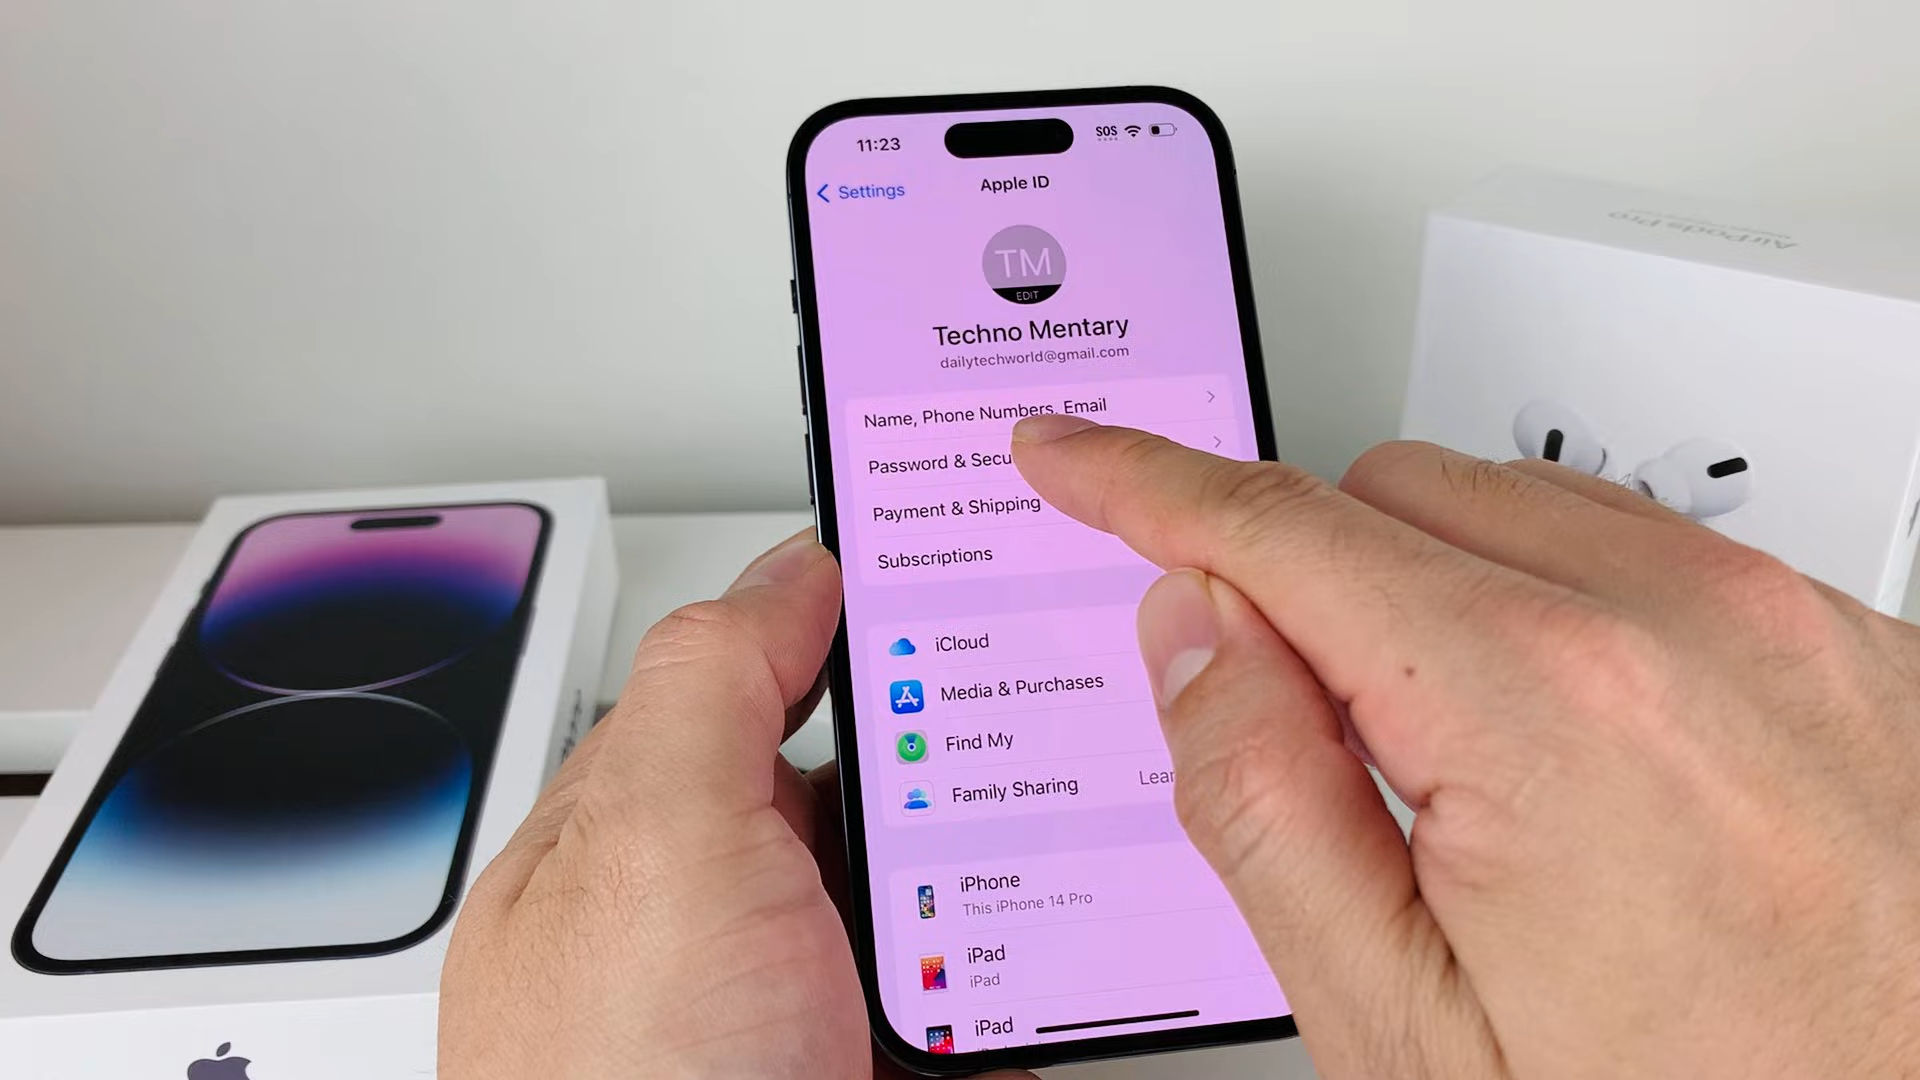 11:23
SOS
Settings
Apple ID
TM
EDIT
Techno Mentary
dailytechworld@gmail.com
Name, Phone Numbers, Email
Password & Secu
Payment & Shipping
Subscriptions
iCloud
Media & Purchases
Find My
Family Sharing
Lear
iPhone
This iPhone 14 Pro
iPad
iPad
iPad
AirPods Pro